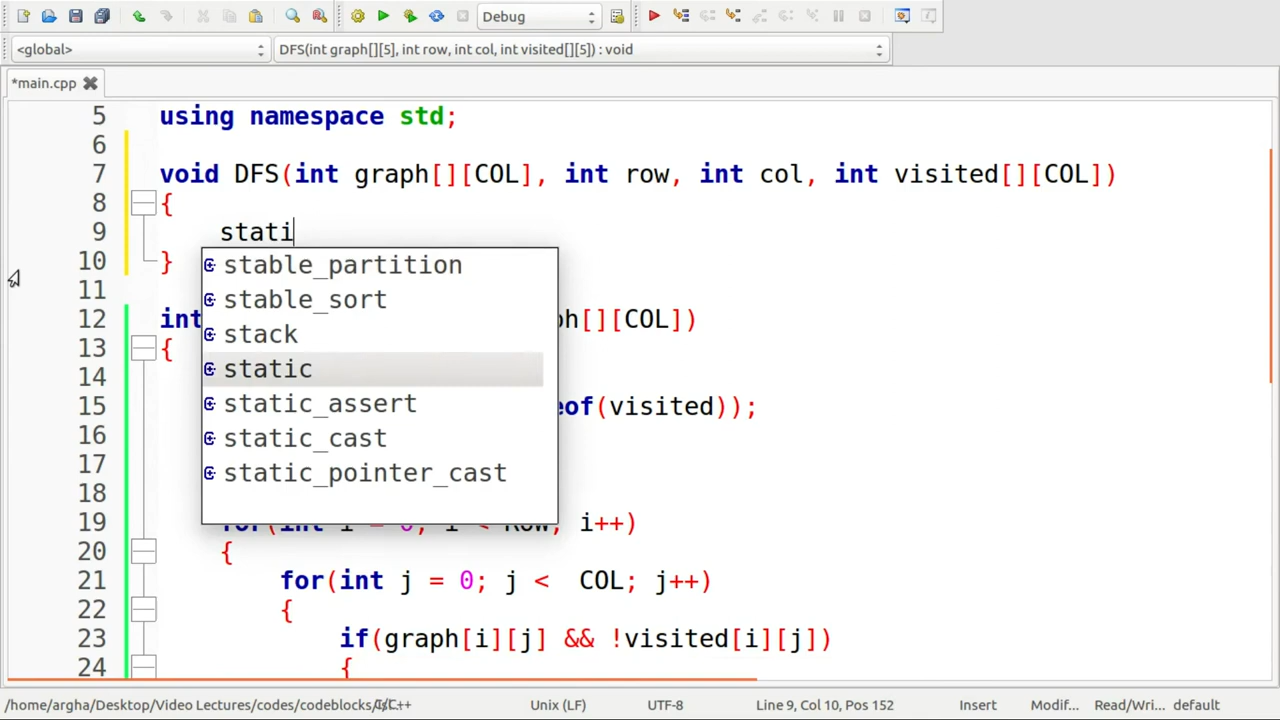 Debug
<global> DFS(int graph[][5], int row, int col, int visited[][5]) : void
*main.cpp
5 using namespace std;
6
7 void DFS(int graph[][COL], int row, int col, int visited[][COL])
8 {
9 stati
10 }
11
12 int ph[][COL])
13 {
14
15 eof(visited));
16
17
18
19 for(int i = 0; i < Row; i++)
20 {
21 for(int j = 0; j < COL; j++)
22 {
23 if(graph[i][j] && !visited[i][j])
24 {
stable_partition
stable_sort
stack
static
static_assert
static_cast
static_pointer_cast
/home/argha/Desktop/Video Lectures/codes/codeblocks/ C/C++ Unix (LF) UTF-8 Line 9, Col 10, Pos 152 Insert Modif... Read/Wri... default